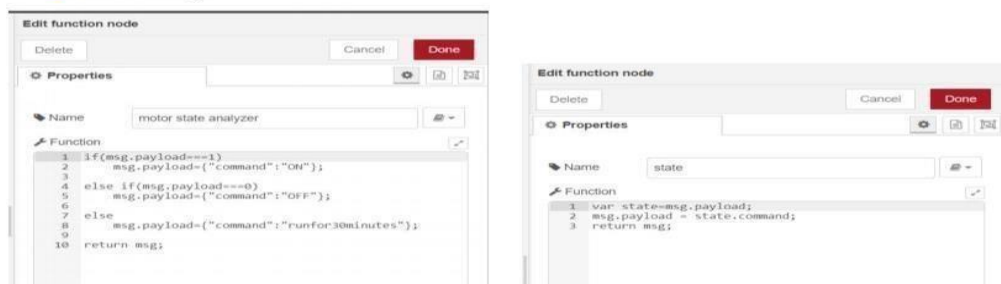 Edit function node
Delete Cancel Done
Properties
Name motor state analyzer
Function
1 if(msg.payload===1)
2 msg.payload={"command":"ON"};
3
4 else if(msg.payload===0)
5 msg.payload={"command":"OFF"};
6
7 else
8 msg.payload={"command":"runfor30minutes"};
9
10 return msg;
Edit function node
Delete Cancel Done
Properties
Name state
Function
1 var state=msg.payload;
2 msg.payload = state.command;
3 return msg;